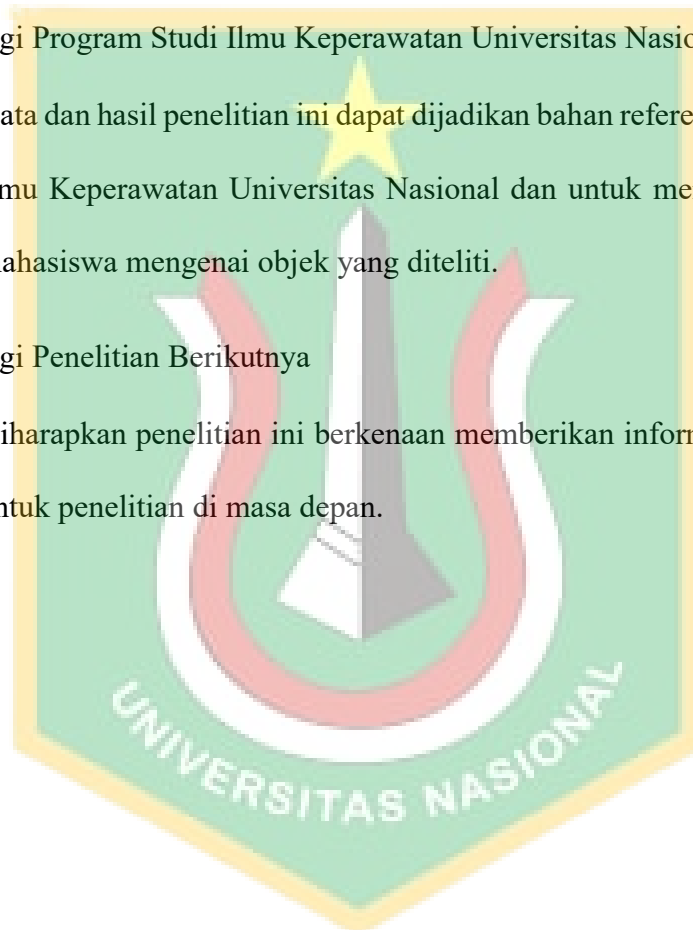 gi Program Studi Ilmu Keperawatan Universitas Nasio
ata dan hasil penelitian ini dapat dijadikan bahan refere
mu Keperawatan Universitas Nasional dan untuk me
ahasiswa mengenai objek yang diteliti.
gi Penelitian Berikutnya
iharapkan penelitian ini berkenaan memberikan infor
ntuk penelitian di masa depan.
UNIVERSITAS NASIONAL